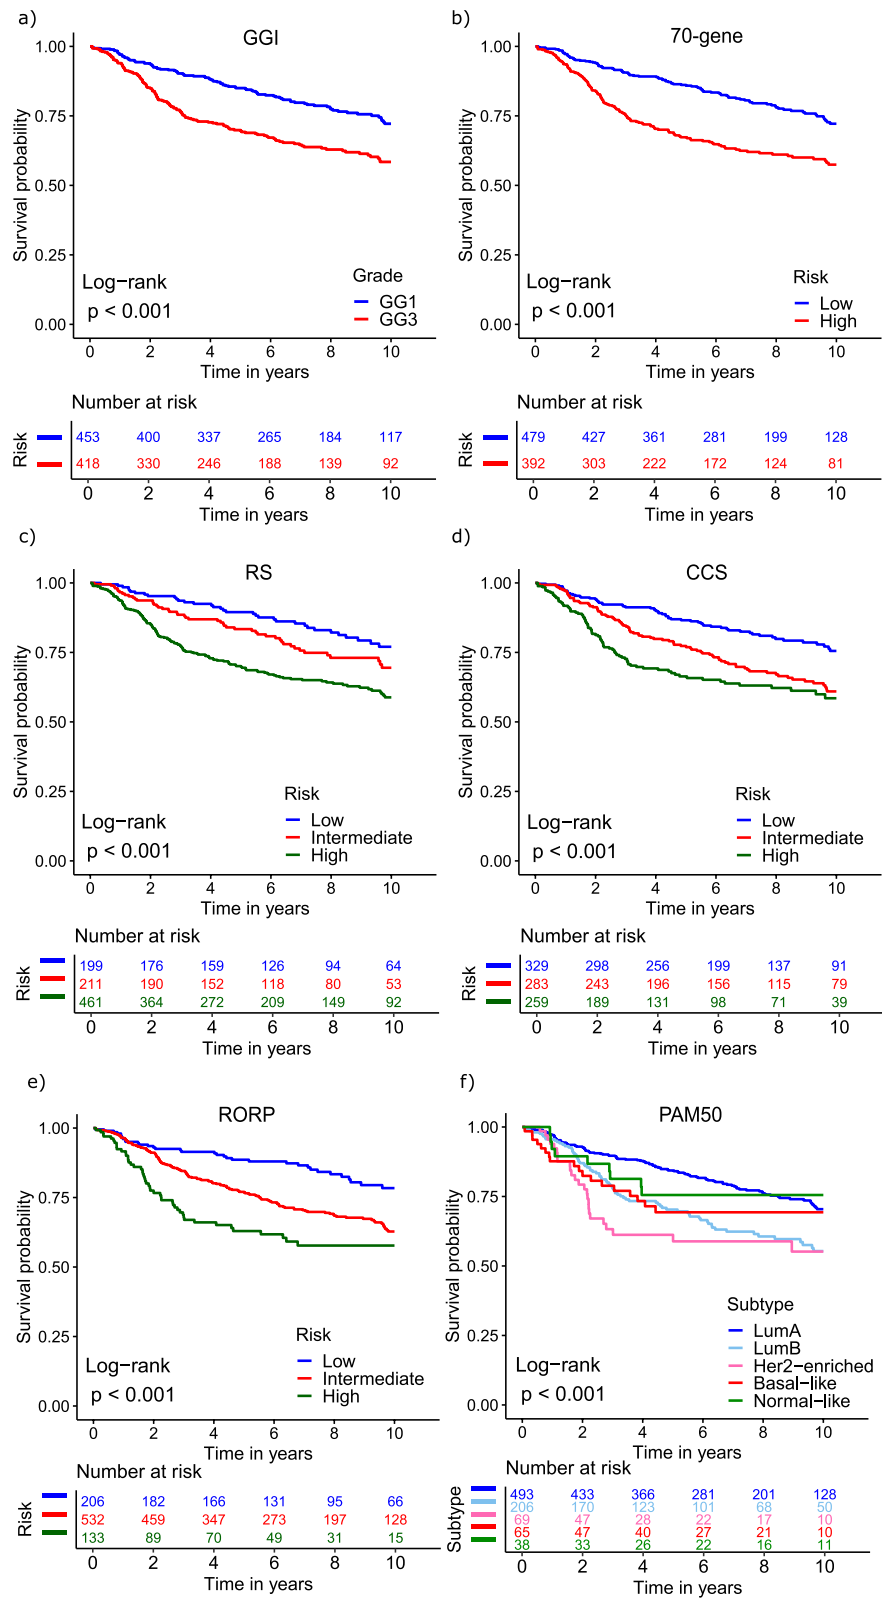 a)
GGI
Survival probability
1.00
0.75
0.50
0.25
0.00
Log−rank
p < 0.001
Grade
GG1
GG3
0 2 4 6 8 10
Time in years
Number at risk
Risk
453 400 337 265 184 117
418 330 246 188 139 92
0 2 4 6 8 10
Time in years
b)
70-gene
Survival probability
1.00
0.75
0.50
0.25
0.00
Log−rank
p < 0.001
Risk
Low
High
0 2 4 6 8 10
Time in years
Number at risk
Risk
479 427 361 281 199 128
392 303 222 172 124 81
0 2 4 6 8 10
Time in years
c)
RS
Survival probability
1.00
0.75
0.50
0.25
0.00
Log−rank
p < 0.001
Risk
Low
Intermediate
High
0 2 4 6 8 10
Time in years
Number at risk
Risk
199 176 159 126 94 64
211 190 152 118 80 53
461 364 272 209 149 92
0 2 4 6 8 10
Time in years
d)
CCS
Survival probability
1.00
0.75
0.50
0.25
0.00
Log−rank
p < 0.001
Risk
Low
Intermediate
High
0 2 4 6 8 10
Time in years
Number at risk
Risk
329 298 256 199 137 91
283 243 196 156 115 79
259 189 131 98 71 39
0 2 4 6 8 10
Time in years
e)
RORP
Survival probability
1.00
0.75
0.50
0.25
0.00
Log−rank
p < 0.001
Risk
Low
Intermediate
High
0 2 4 6 8 10
Time in years
Number at risk
Risk
206 182 166 131 95 66
532 459 347 273 197 128
133 89 70 49 31 15
0 2 4 6 8 10
Time in years
f)
PAM50
Survival probability
1.00
0.75
0.50
0.25
0.00
Log−rank
p < 0.001
Subtype
LumA
LumB
Her2−enriched
Basal−like
Normal−like
0 2 4 6 8 10
Time in years
Number at risk
Subtype
493 433 366 281 201 128
206 170 123 101 68 50
69 47 28 22 17 10
65 47 40 27 21 10
38 33 26 22 16 11
0 2 4 6 8 10
Time in years